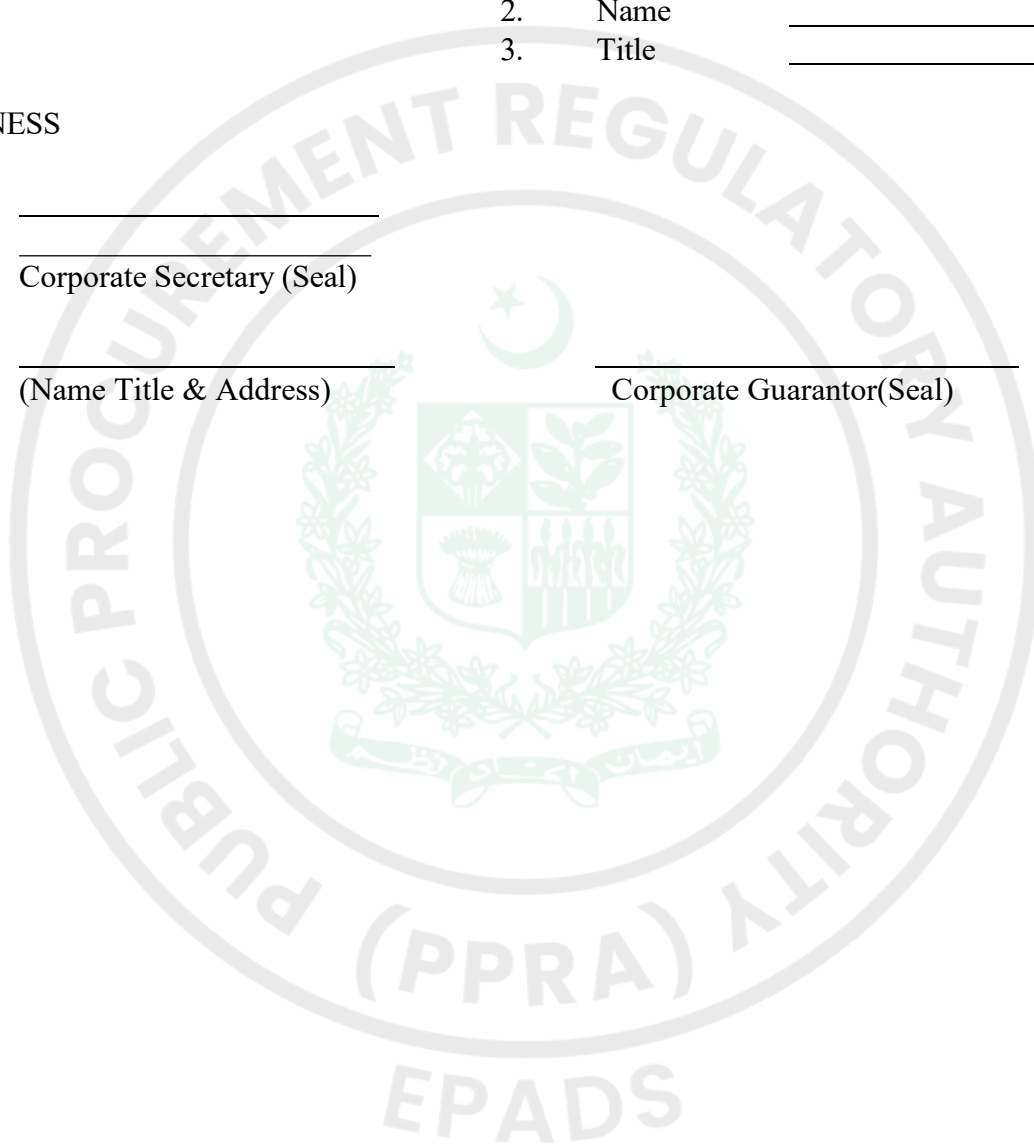 2. Name
3. Title
NESS
Corporate Secretary (Seal)
(Name Title & Address) Corporate Guarantor(Seal)
PUBLIC PROCUREMENT REGULATORY AUTHORITY
(PPRA)
EPADS